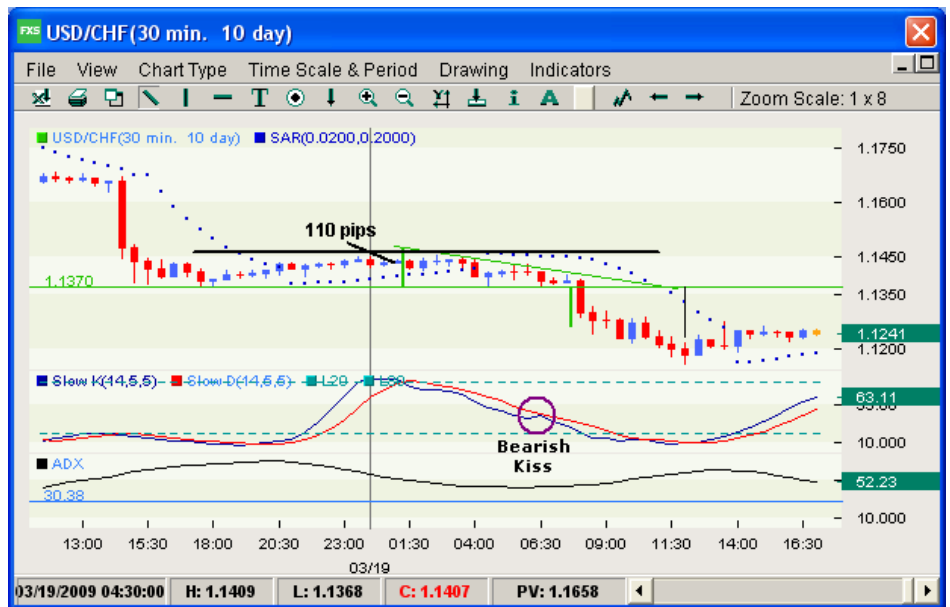 FXS USD/CHF(30 min. 10 day)
File View Chart Type Time Scale & Period Drawing Indicators
T i A Zoom Scale: 1 x 8
USD/CHF(30 min. 10 day) SAR(0.0200,0.2000)
1.1750
1.1600
110 pips
1.1450
1.1370
1.1350
1.1241
1.1200
Slow K(14,5,5) Slow D(14,5,5) L20
63.11
Bearish
Kiss
10.000
ADX
52.23
30.38
10.000
13:00 15:30 18:00 20:30 23:00 01:30 04:00 06:30 09:00 11:30 14:00 16:30
03/19
03/19/2009 04:30:00 H: 1.1409 L: 1.1368 C: 1.1407 PV: 1.1658